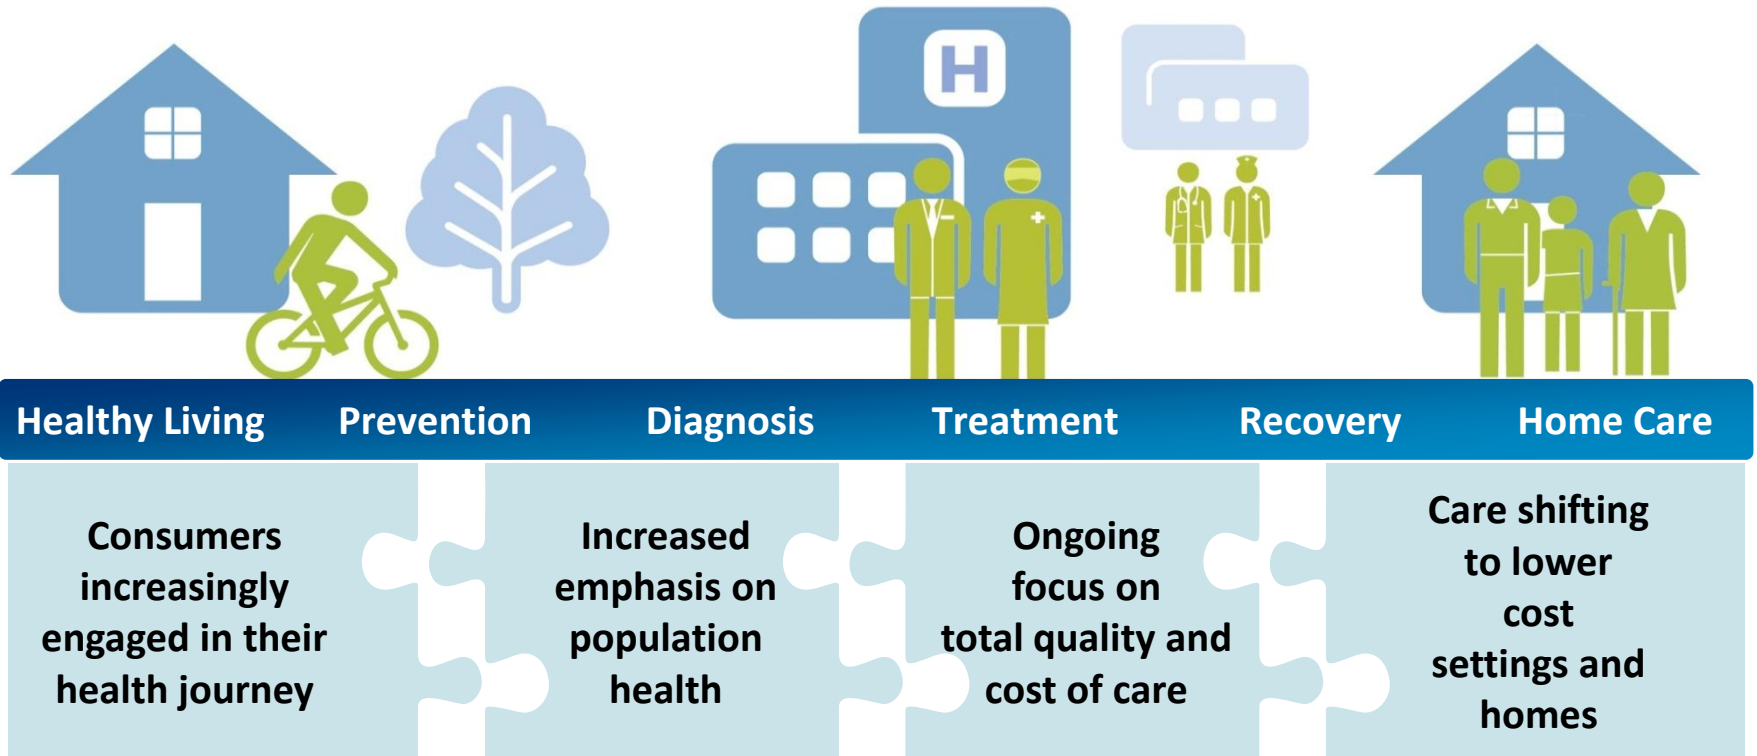 H
Healthy Living Prevention Diagnosis Treatment Recovery Home Care
Consumers
increasingly
engaged in their
health journey
Increased
emphasis on
population
health
Ongoing
focus on
total quality and
cost of care
Care shifting
to lower
cost
settings and
homes